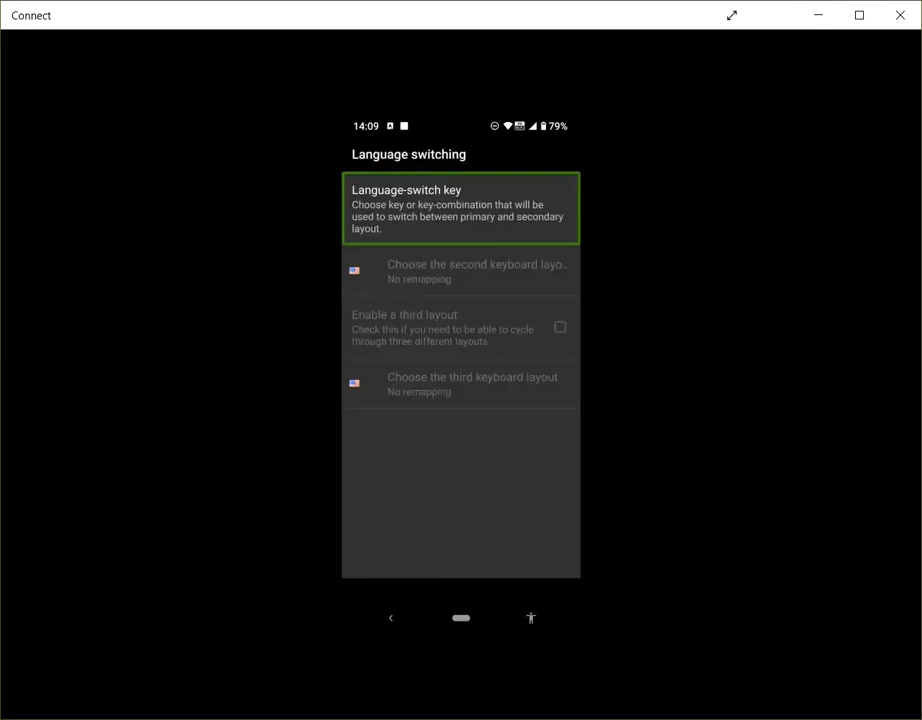 Connect
14:09
79%
Language switching
Language-switch key
Choose key or key-combination that will be
used to switch between primary and secondary
layout.
Choose the second keyboard layo..
No remapping
Enable a third layout
Check this if you need to be able to cycle
through three different layouts.
Choose the third keyboard layout
No remapping